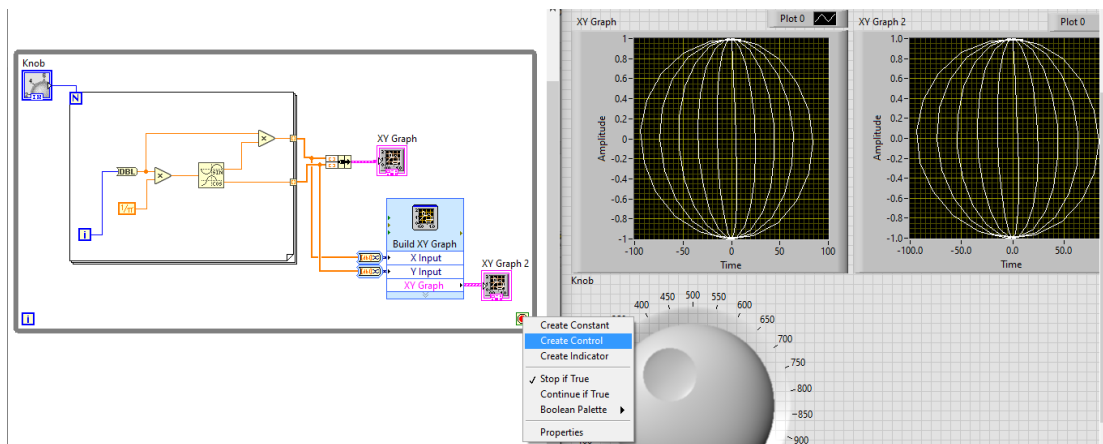 Knob
N
DBL
1/π
i
SIN
COS
XY Graph
Build XY Graph
X Input
Y Input
XY Graph
XY Graph 2
i
Create Constant
Create Control
Create Indicator
Stop if True
Continue if True
Boolean Palette
Properties
XY Graph
Plot 0
Amplitude
1-
0.8-
0.6-
0.4-
0.2-
0-
-0.2-
-0.4-
-0.6-
-0.8-
-1-
-100 -50 0 50 100
Time
XY Graph 2
Plot 0
Amplitude
1.0-
0.8-
0.6-
0.4-
0.2-
0.0-
-0.2-
-0.4-
-0.6-
-0.8-
-1.0-
-100.0 -50.0 0.0 50.0
Time
Knob
400 450 500 550 600
650
700
750
800
850
900